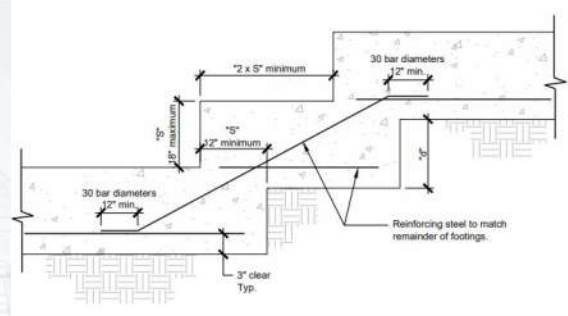 30 bar diameters
12" min.
"2 x S" minimum
"S"
18" maximum
"S"
12" minimum
"d"
30 bar diameters
12" min.
Reinforcing steel to match
remainder of footings.
3" clear
Typ.